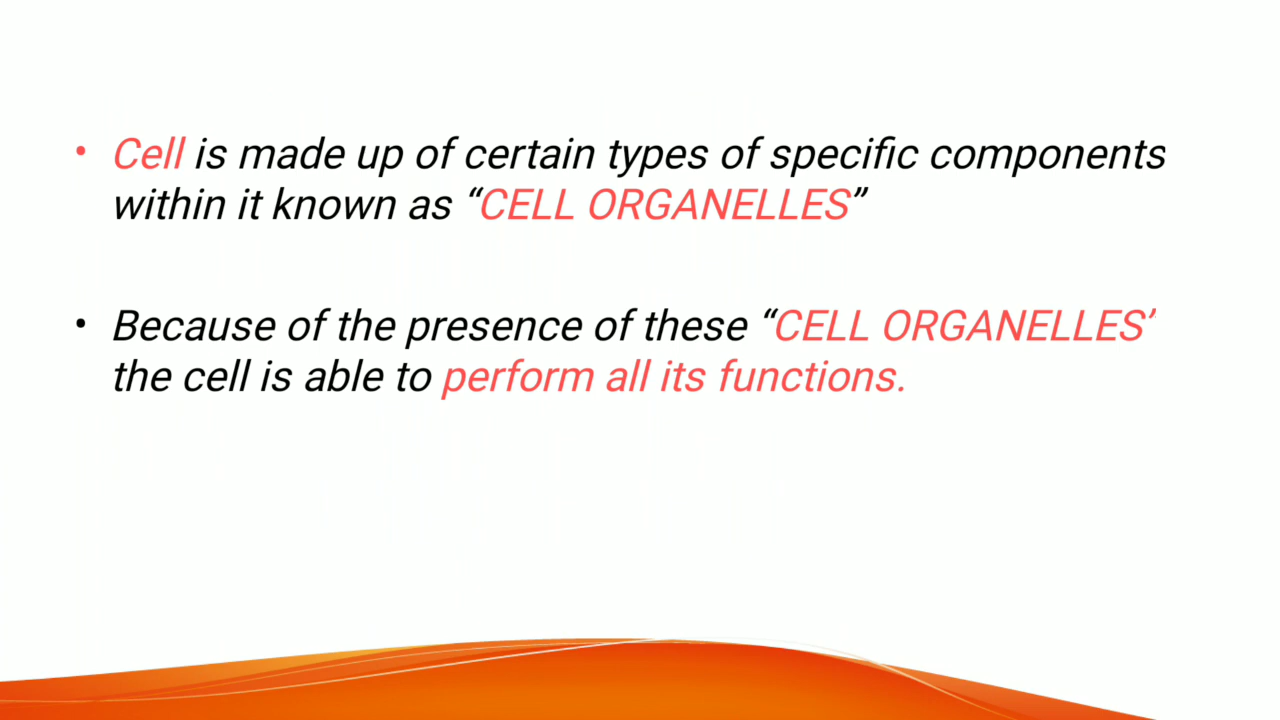 • Cell is made up of certain types of specific components
within it known as “CELL ORGANELLES”
• Because of the presence of these “CELL ORGANELLES’
the cell is able to perform all its functions.